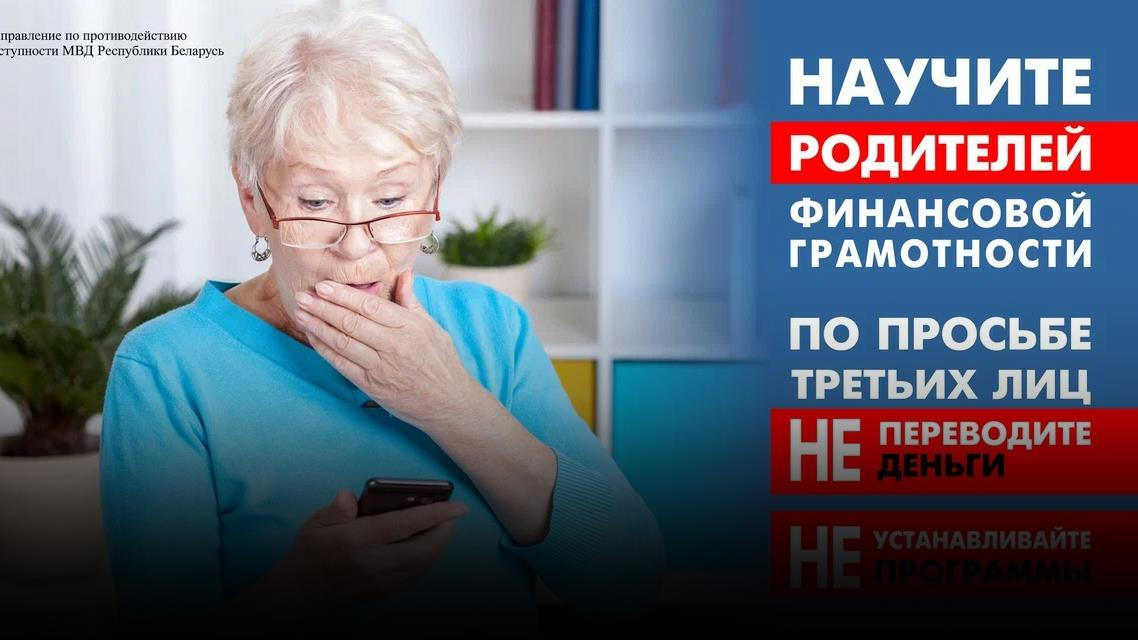 правление по противодействию
ступности МВД Республики Беларусь
НАУЧИТЕ
РОДИТЕЛЕЙ
ФИНАНСОВОЙ
ГРАМОТНОСТИ
ПО ПРОСЬБЕ
ТРЕТЬИХ ЛИЦ
НЕ ПЕРЕВОДИТЕ
ДЕНЬГИ
НЕ УСТАНАВЛИВАЙТЕ
ПРОГРАММЫ